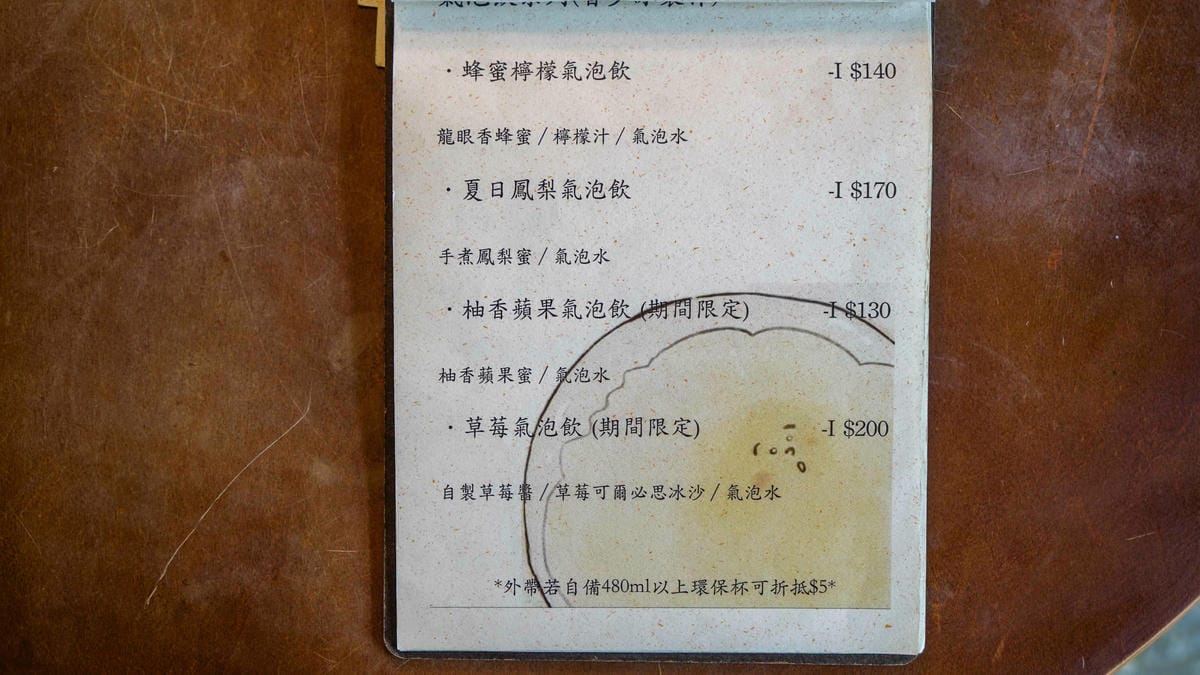 · 蜂蜜檸檬氣泡飲 -I $140
龍眼香蜂蜜 / 檸檬汁 / 氣泡水
· 夏日鳳梨氣泡飲 -I $170
手煮鳳梨蜜 / 氣泡水
· 柚香蘋果氣泡飲 (期間限定) -I $130
柚香蘋果蜜 / 氣泡水
· 草莓氣泡飲 (期間限定) -I $200
自製草莓醬 / 草莓可爾必思冰沙 / 氣泡水
*外帶若自備480ml以上環保杯可折抵$5*